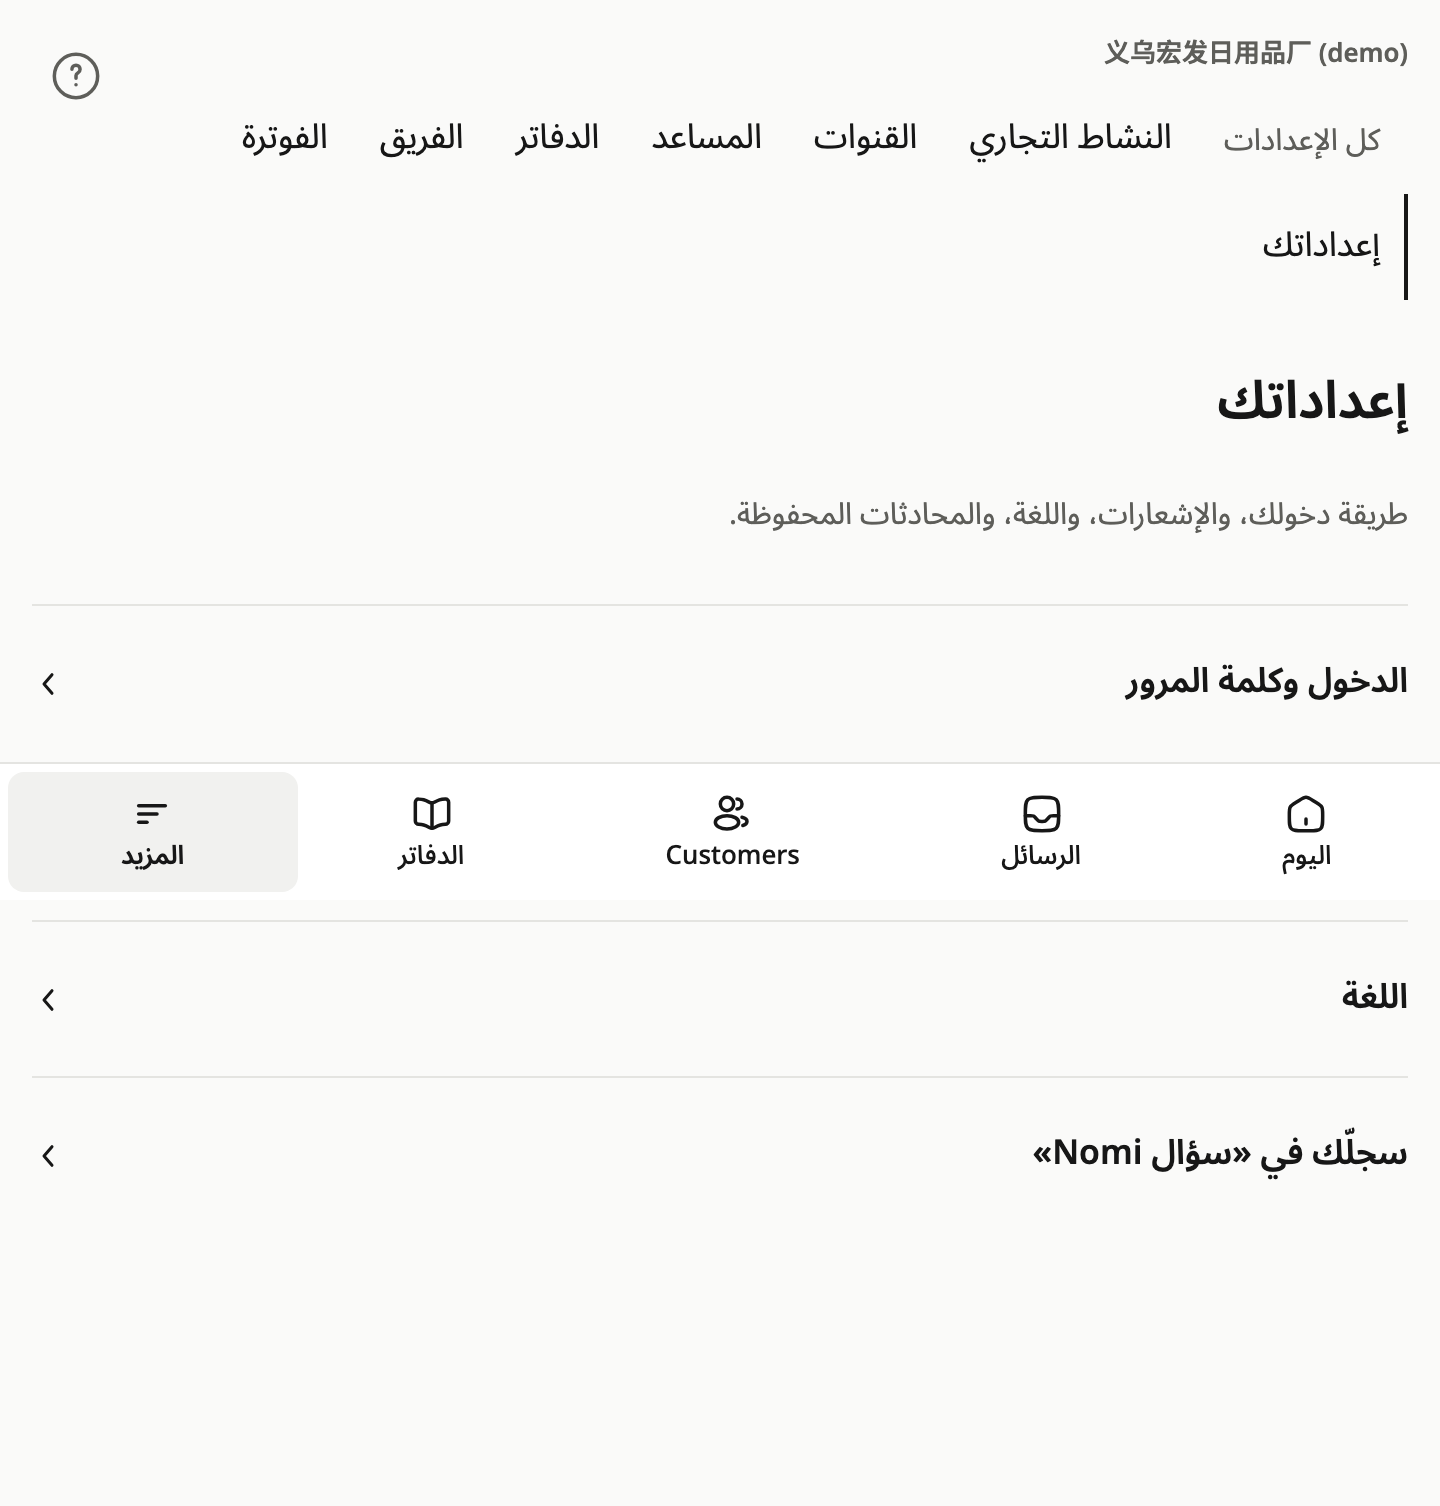 义乌宏发日用品厂 (demo)
كل الإعدادات
النشاط التجاري
القنوات
المساعد
الدفاتر
الفريق
الفوترة
إعداداتك
إعداداتك
طريقة دخولك، والإشعارات، واللغة، والمحادثات المحفوظة.
الدخول وكلمة المرور
اليوم
الرسائل
Customers
الدفاتر
المزيد
اللغة
سجلّك في «سؤال Nomi»